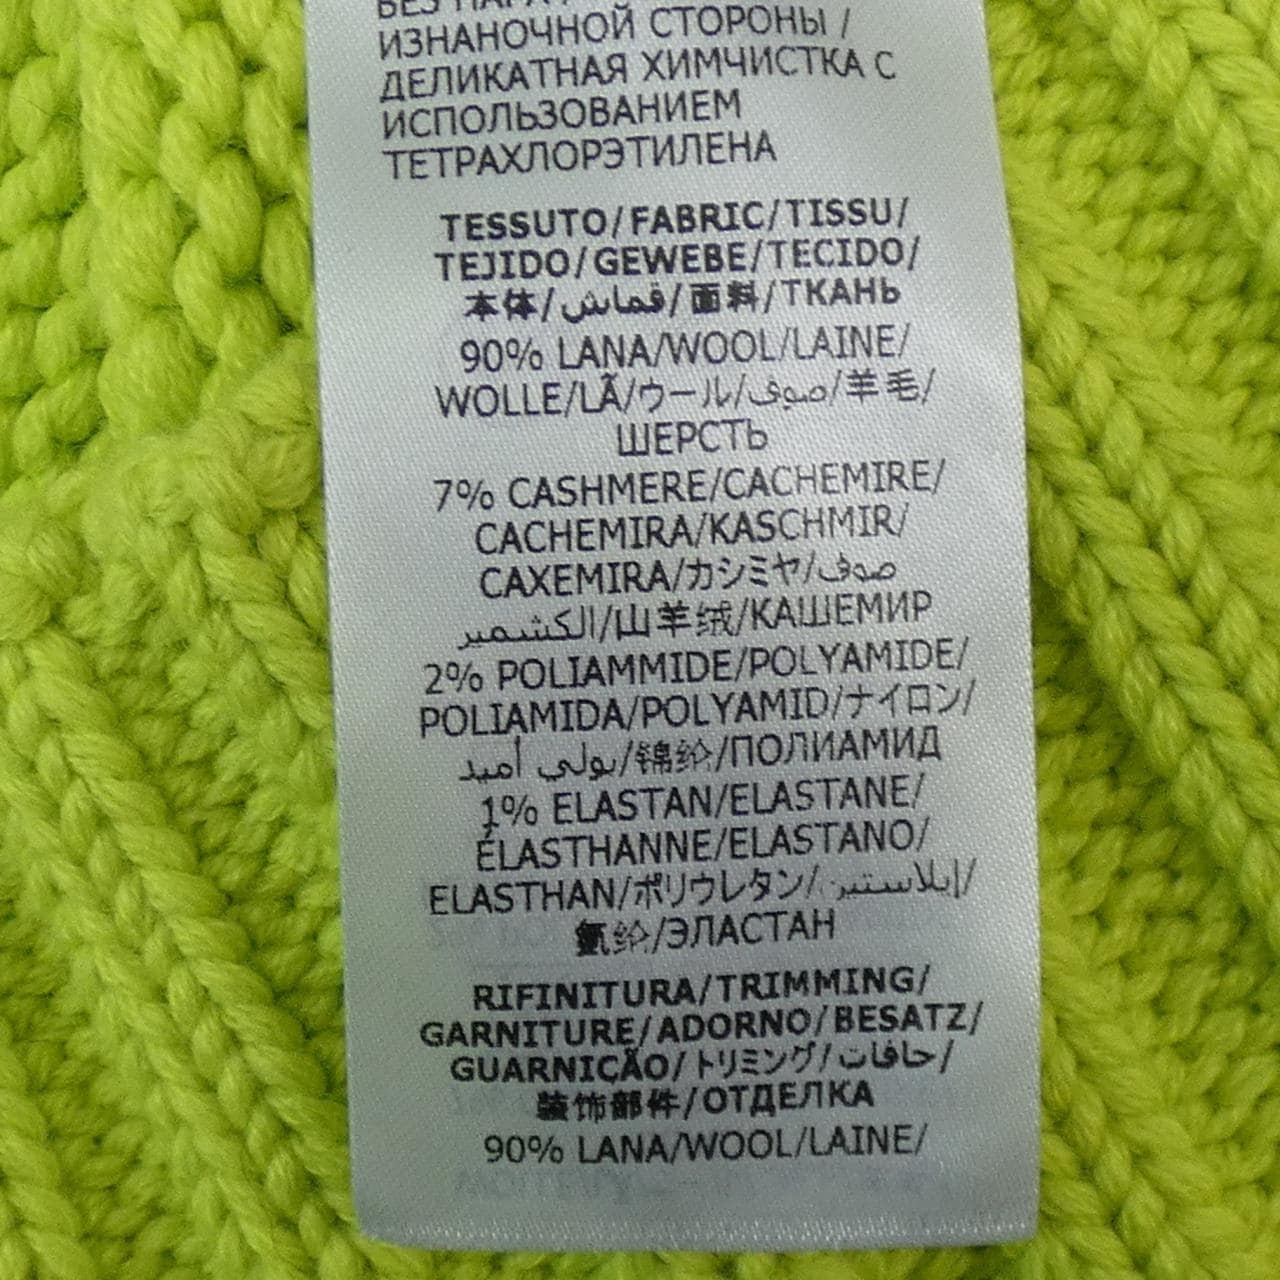 БЕЗ ПАРА
ИЗНАНОЧНОЙ СТОРОНЫ /
ДЕЛИКАТНАЯ ХИМЧИСТКА С
ИСПОЛЬЗОВАНИЕМ
ТЕТРАХЛОРЭТИЛЕНА
TESSUTO/FABRIC/TISSU/
TEJIDO/GEWEBE/TECIDO/
本体/قماش/面料/ТКАНЬ
90% LANA/WOOL/LAINE/
WOLLE/LÃ/ウール/صوف/羊毛/
ШЕРСТЬ
7% CASHMERE/CACHEMIRE/
CACHEMIRA/KASCHMIR/
CAXEMIRA/カシミヤ/صوف
الكشمير/山羊绒/КАШЕМИР
2% POLIAMMIDE/POLYAMIDE/
POLIAMIDA/POLYAMID/ナイロン/
بولي أميد/锦纶/ПОЛИАМИД
1% ELASTAN/ELASTANE/
ÉLASTHANNE/ELASTANO/
ELASTHAN/ポリウレタン/إيلاستين/
氨纶/ЭЛАСТАН
RIFINITURA/TRIMMING/
GARNITURE/ADORNO/BESATZ/
GUARNIÇÃO/トリミング/حافات/
装饰部件/ОТДЕЛКА
90% LANA/WOOL/LAINE/